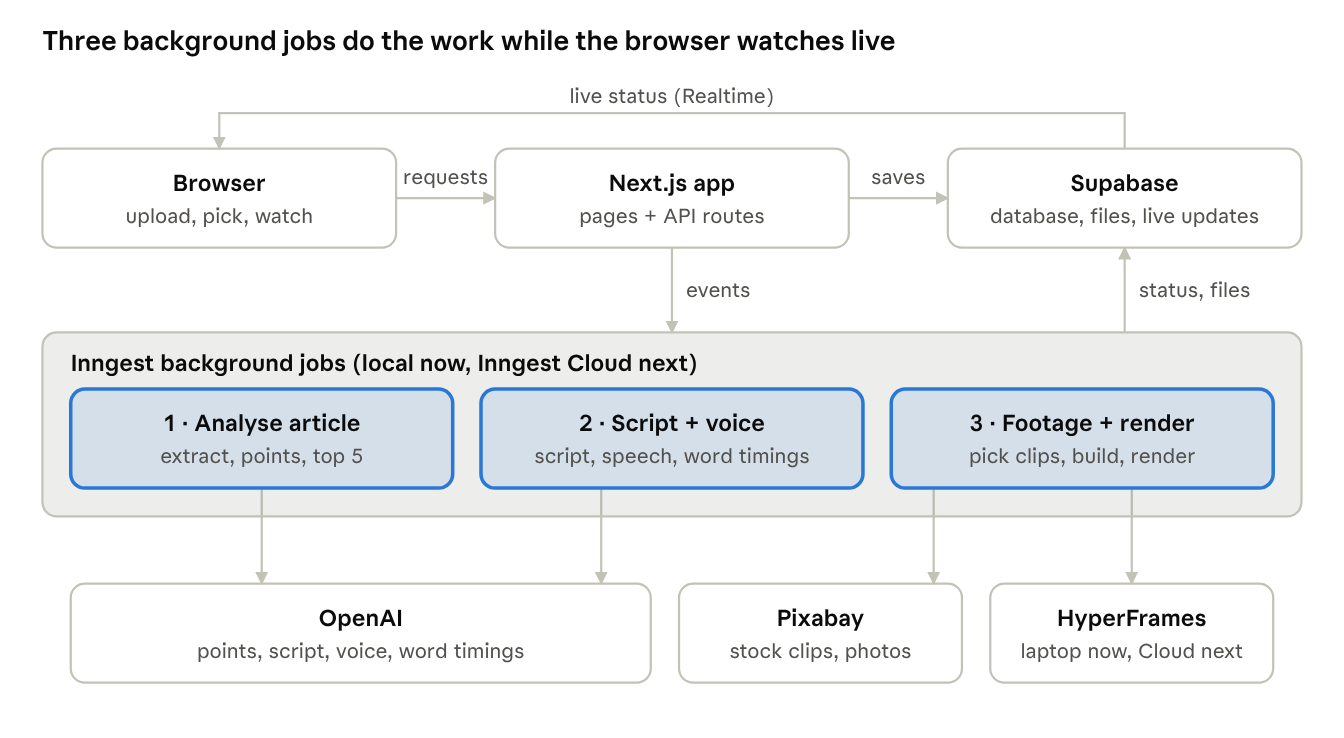 Three background jobs do the work while the browser watches live
live status (Realtime)
Browser
upload, pick, watch
requests
Next.js app
pages + API routes
saves
Supabase
database, files, live updates
events
status, files
Inngest background jobs (local now, Inngest Cloud next)
1 · Analyse article
extract, points, top 5
2 · Script + voice
script, speech, word timings
3 · Footage + render
pick clips, build, render
OpenAI
points, script, voice, word timings
Pixabay
stock clips, photos
HyperFrames
laptop now, Cloud next